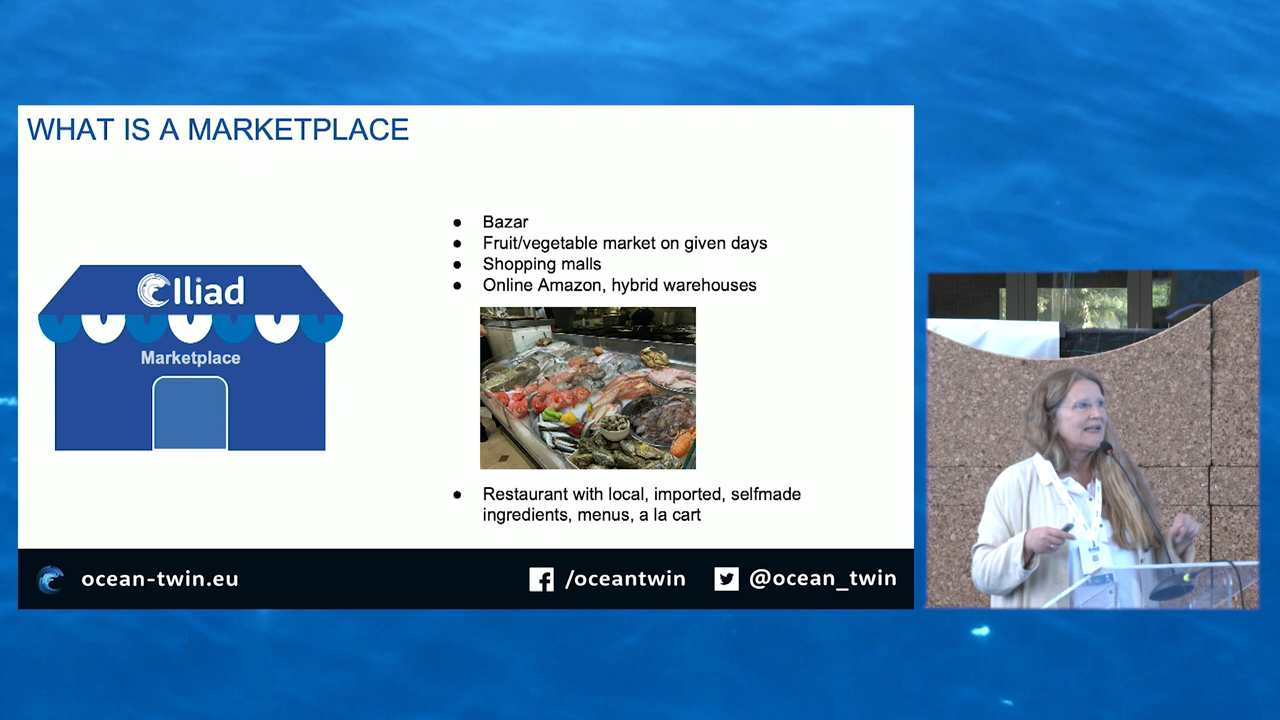 WHAT IS A MARKETPLACE
Iliad
Marketplace
● Bazar
● Fruit/vegetable market on given days
● Shopping malls
● Online Amazon, hybrid warehouses
● Restaurant with local, imported, selfmade
ingredients, menus, a la cart
ocean-twin.eu
/oceantwin
@ocean_twin